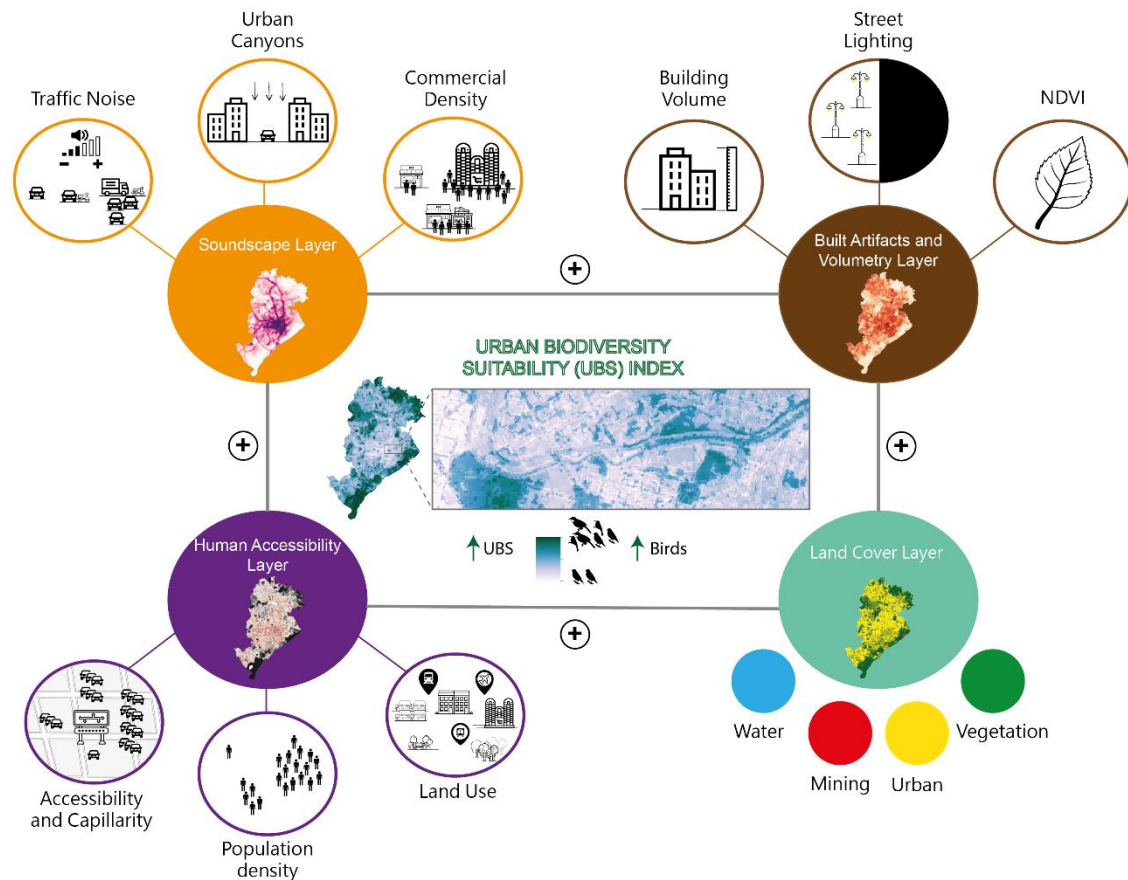 Urban
Canyons
Street
Lighting
Traffic Noise
Commercial
Density
Building
Volume
NDVI
Soundscape Layer
Built Artifacts and
Volumetry Layer
URBAN BIODIVERSITY
SUITABILITY (UBS) INDEX
UBS
Birds
Human Accessibility
Layer
Land Cover Layer
Water
Vegetation
Mining
Urban
Accessibility
and Capillarity
Population
density
Land Use